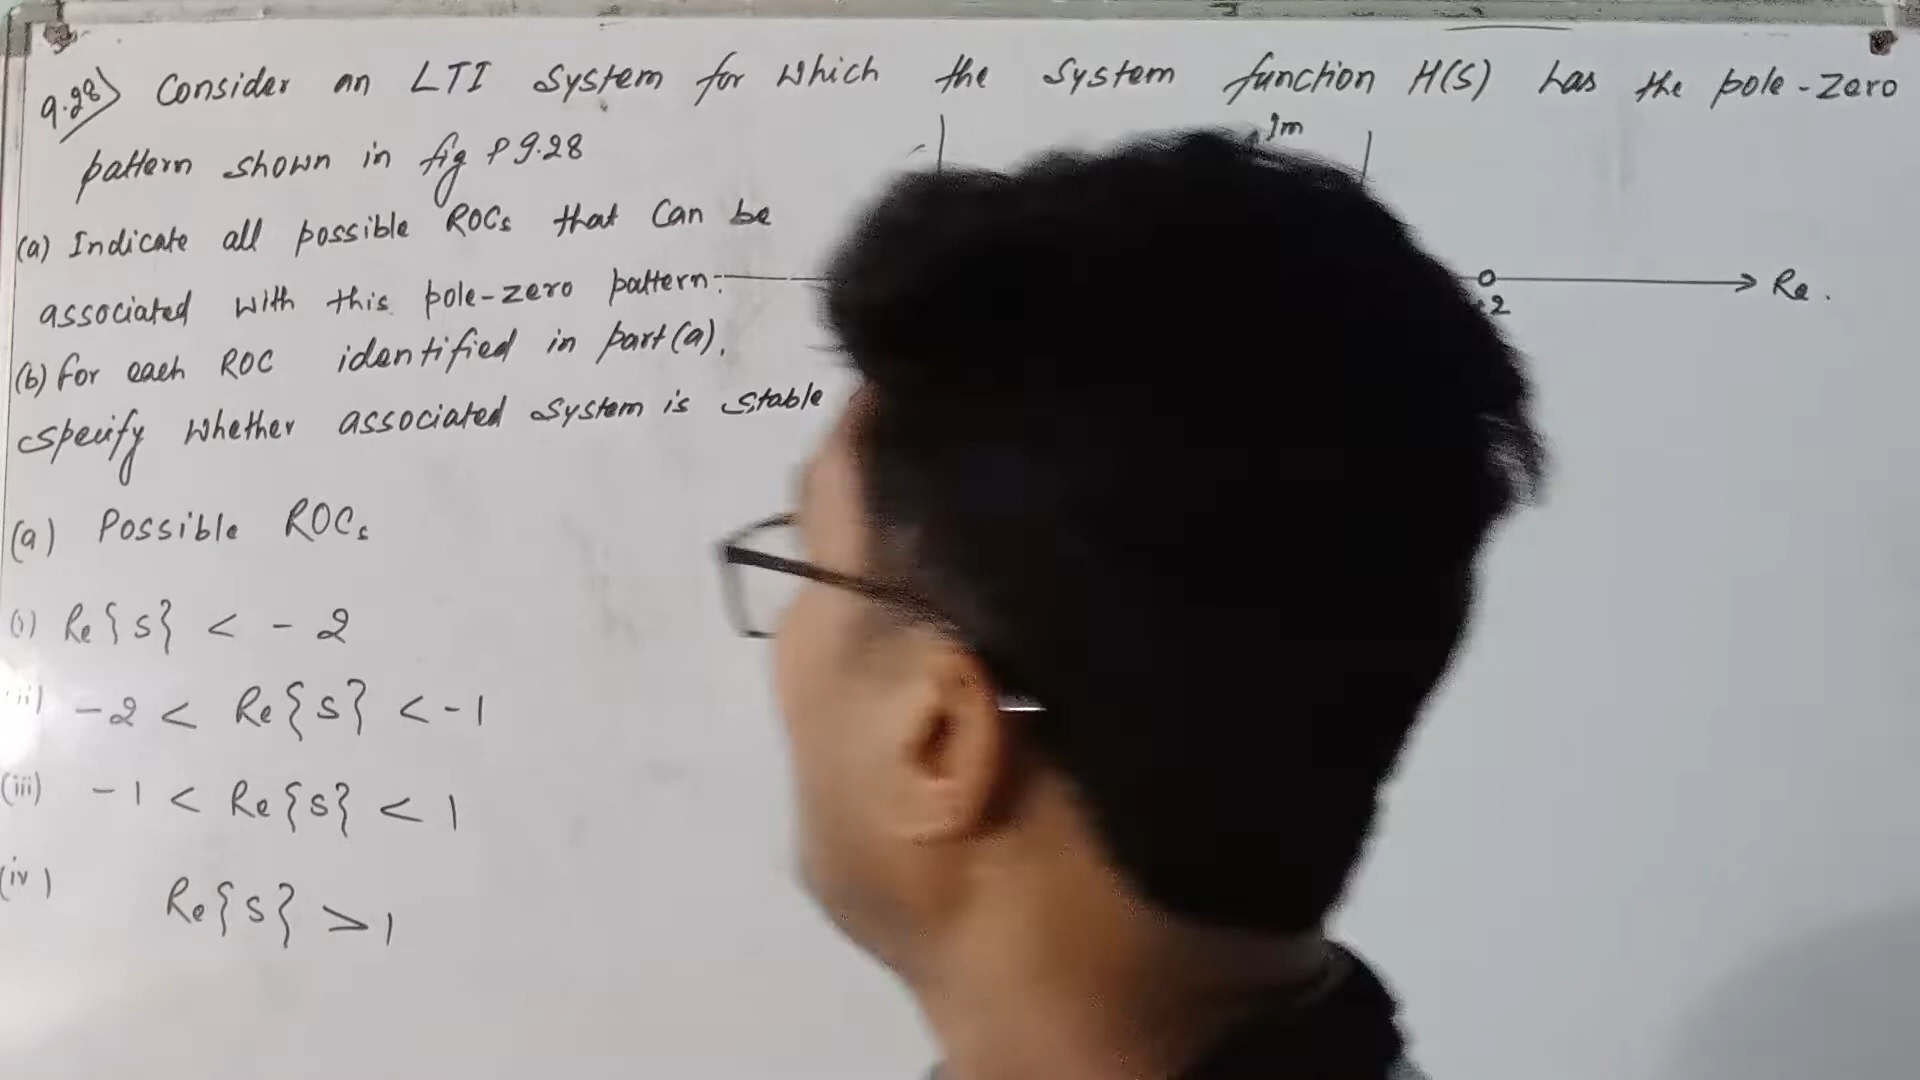 9.28) Consider an LTI System for which the System function H(S) has the pole-zero
pattern shown in fig P9.28
Im
(a) Indicate all possible ROCs that Can be
associated with this pole-zero pattern.
Re.
2
(b) for each ROC identified in part(a),
specify whether associated System is stable
(a) Possible ROCs
(i) Re{S} < -2
(ii) -2 < Re{S} < -1
(iii) -1 < Re{S} < 1
(iv) Re{S} > 1